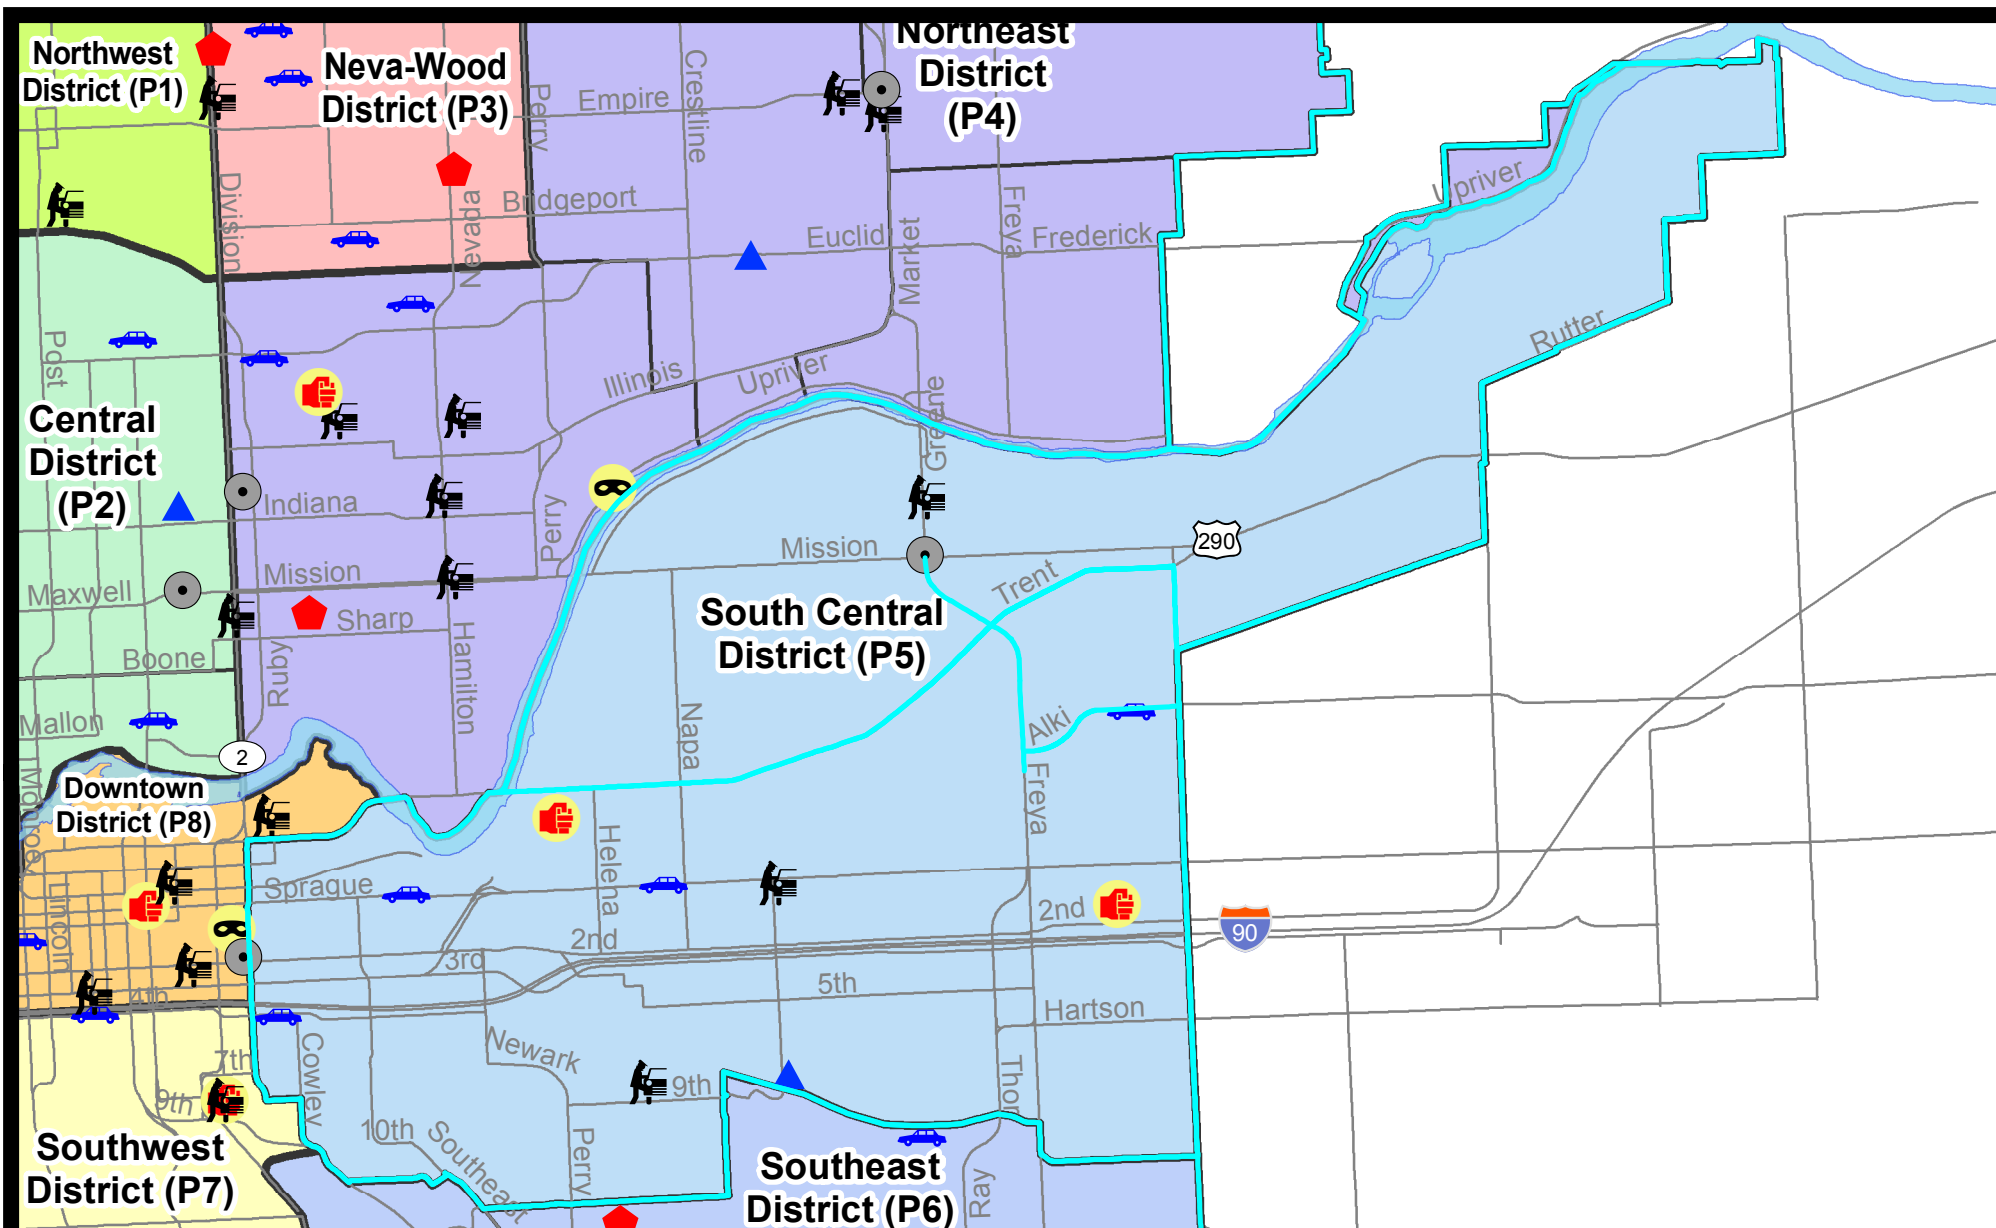 Northwest
District (P1)
Neva-Wood
District (P3)
Northeast
District
(P4)
Empire
Perry
Crestline
Division
Nevada
Bridgeport
Euclid
Market
Freya
Frederick
Upriver
Rutter
Post
Illinois
Upriver
Greene
Central
District
(P2)
Indiana
Perry
Mission
Maxwell
Sharp
Boone
Ruby
Hamilton
Mallon
2
Mission
290
Trent
South Central
District (P5)
Napa
Alki
Freya
Monroe
Downtown
District (P8)
Lincoln
Sprague
Helena
2nd
3rd
2nd
90
4th
5th
Hartson
7th
9th
Cowley
Newark
9th
Thor
10th
Southeast
Perry
Ray
Southwest
District (P7)
Southeast
District (P6)